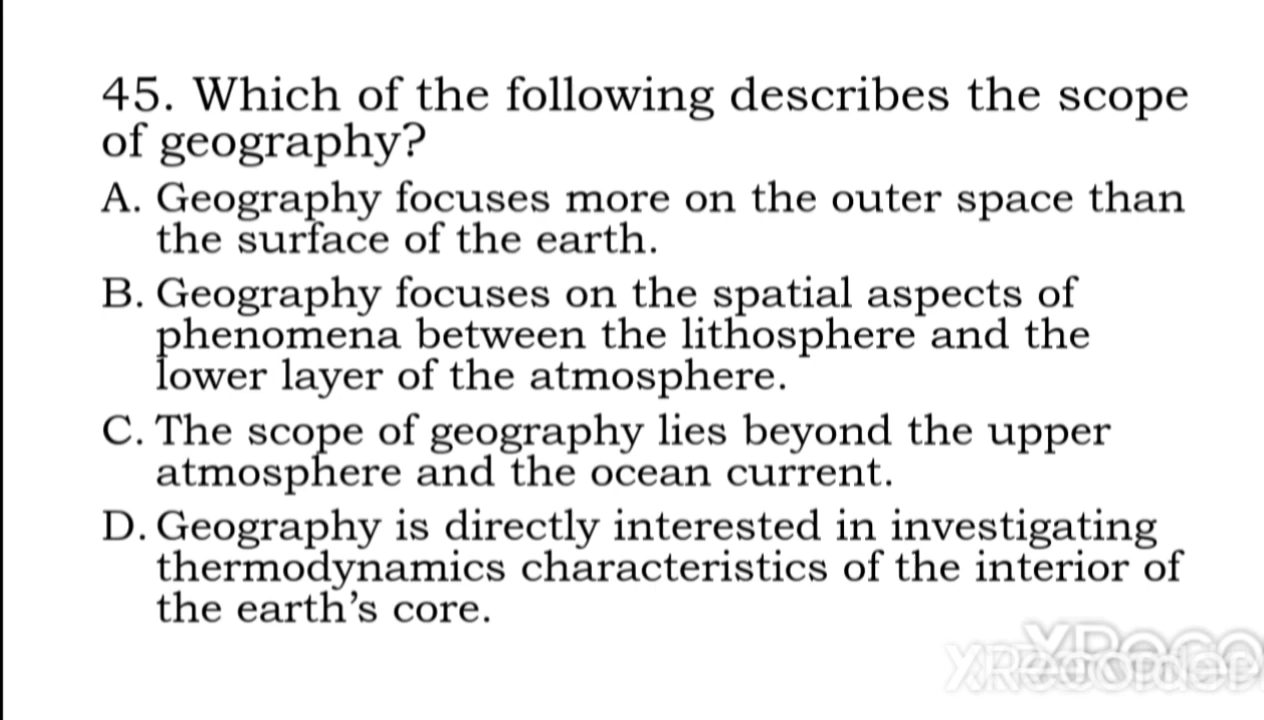 45. Which of the following describes the scope
of geography?
A. Geography focuses more on the outer space than
the surface of the earth.
B. Geography focuses on the spatial aspects of
phenomena between the lithosphere and the
lower layer of the atmosphere.
C. The scope of geography lies beyond the upper
atmosphere and the ocean current.
D. Geography is directly interested in investigating
thermodynamics characteristics of the interior of
the earth's core.
XRecorder